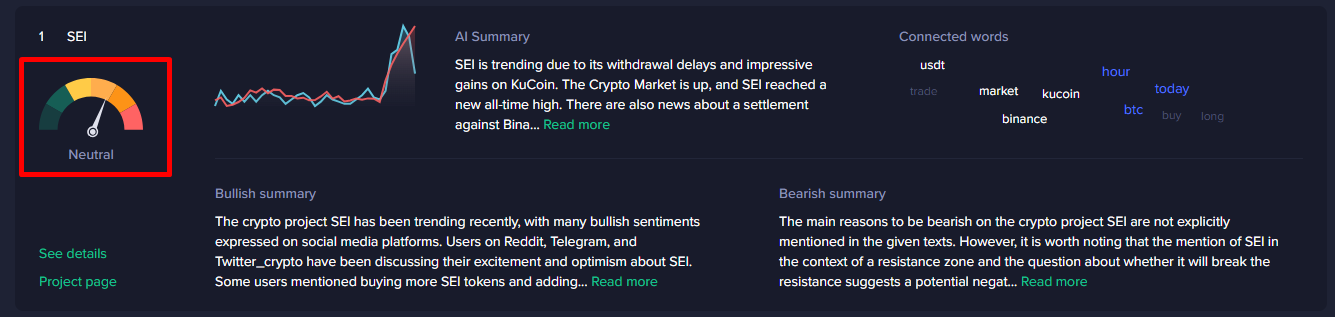 1 SEI
Neutral
See details
Project page
AI Summary
SEI is trending due to its withdrawal delays and impressive
gains on KuCoin. The Crypto Market is up, and SEI reached a
new all-time high. There are also news about a settlement
against Bina... Read more
Connected words
usdt
hour
trade
market
kucoin
today
binance
btc
buy
long
Bullish summary
The crypto project SEI has been trending recently, with many bullish sentiments
expressed on social media platforms. Users on Reddit, Telegram, and
Twitter_crypto have been discussing their excitement and optimism about SEI.
Some users mentioned buying more SEI tokens and adding... Read more
Bearish summary
The main reasons to be bearish on the crypto project SEI are not explicitly
mentioned in the given texts. However, it is worth noting that the mention of SEI in
the context of a resistance zone and the question about whether it will break the
resistance suggests a potential negat... Read more